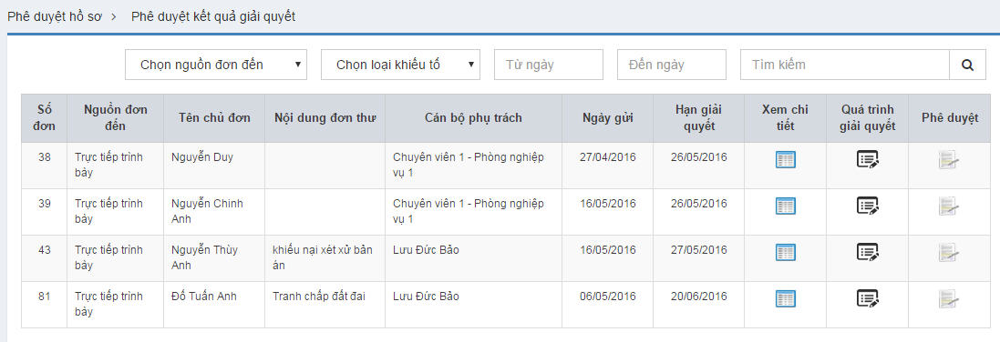 Phê duyệt hồ sơ > Phê duyệt kết quả giải quyết
Chọn nguồn đơn đến Chọn loại khiếu tố Từ ngày Đến ngày Tìm kiếm
Số đơn Nguồn đơn đến Tên chủ đơn Nội dung đơn thư Cán bộ phụ trách Ngày gửi Hạn giải quyết Xem chi tiết Quá trình giải quyết Phê duyệt
38 Trực tiếp trình bày Nguyễn Duy Chuyên viên 1 - Phòng nghiệp vụ 1 27/04/2016 26/05/2016
39 Trực tiếp trình bày Nguyễn Chinh Anh Chuyên viên 1 - Phòng nghiệp vụ 1 16/05/2016 26/05/2016
43 Trực tiếp trình bày Nguyễn Thùy Anh khiếu nại xét xử bản án Lưu Đức Bảo 16/05/2016 27/05/2016
81 Trực tiếp trình bày Đố Tuấn Anh Tranh chấp đất đai Lưu Đức Bảo 06/05/2016 20/06/2016